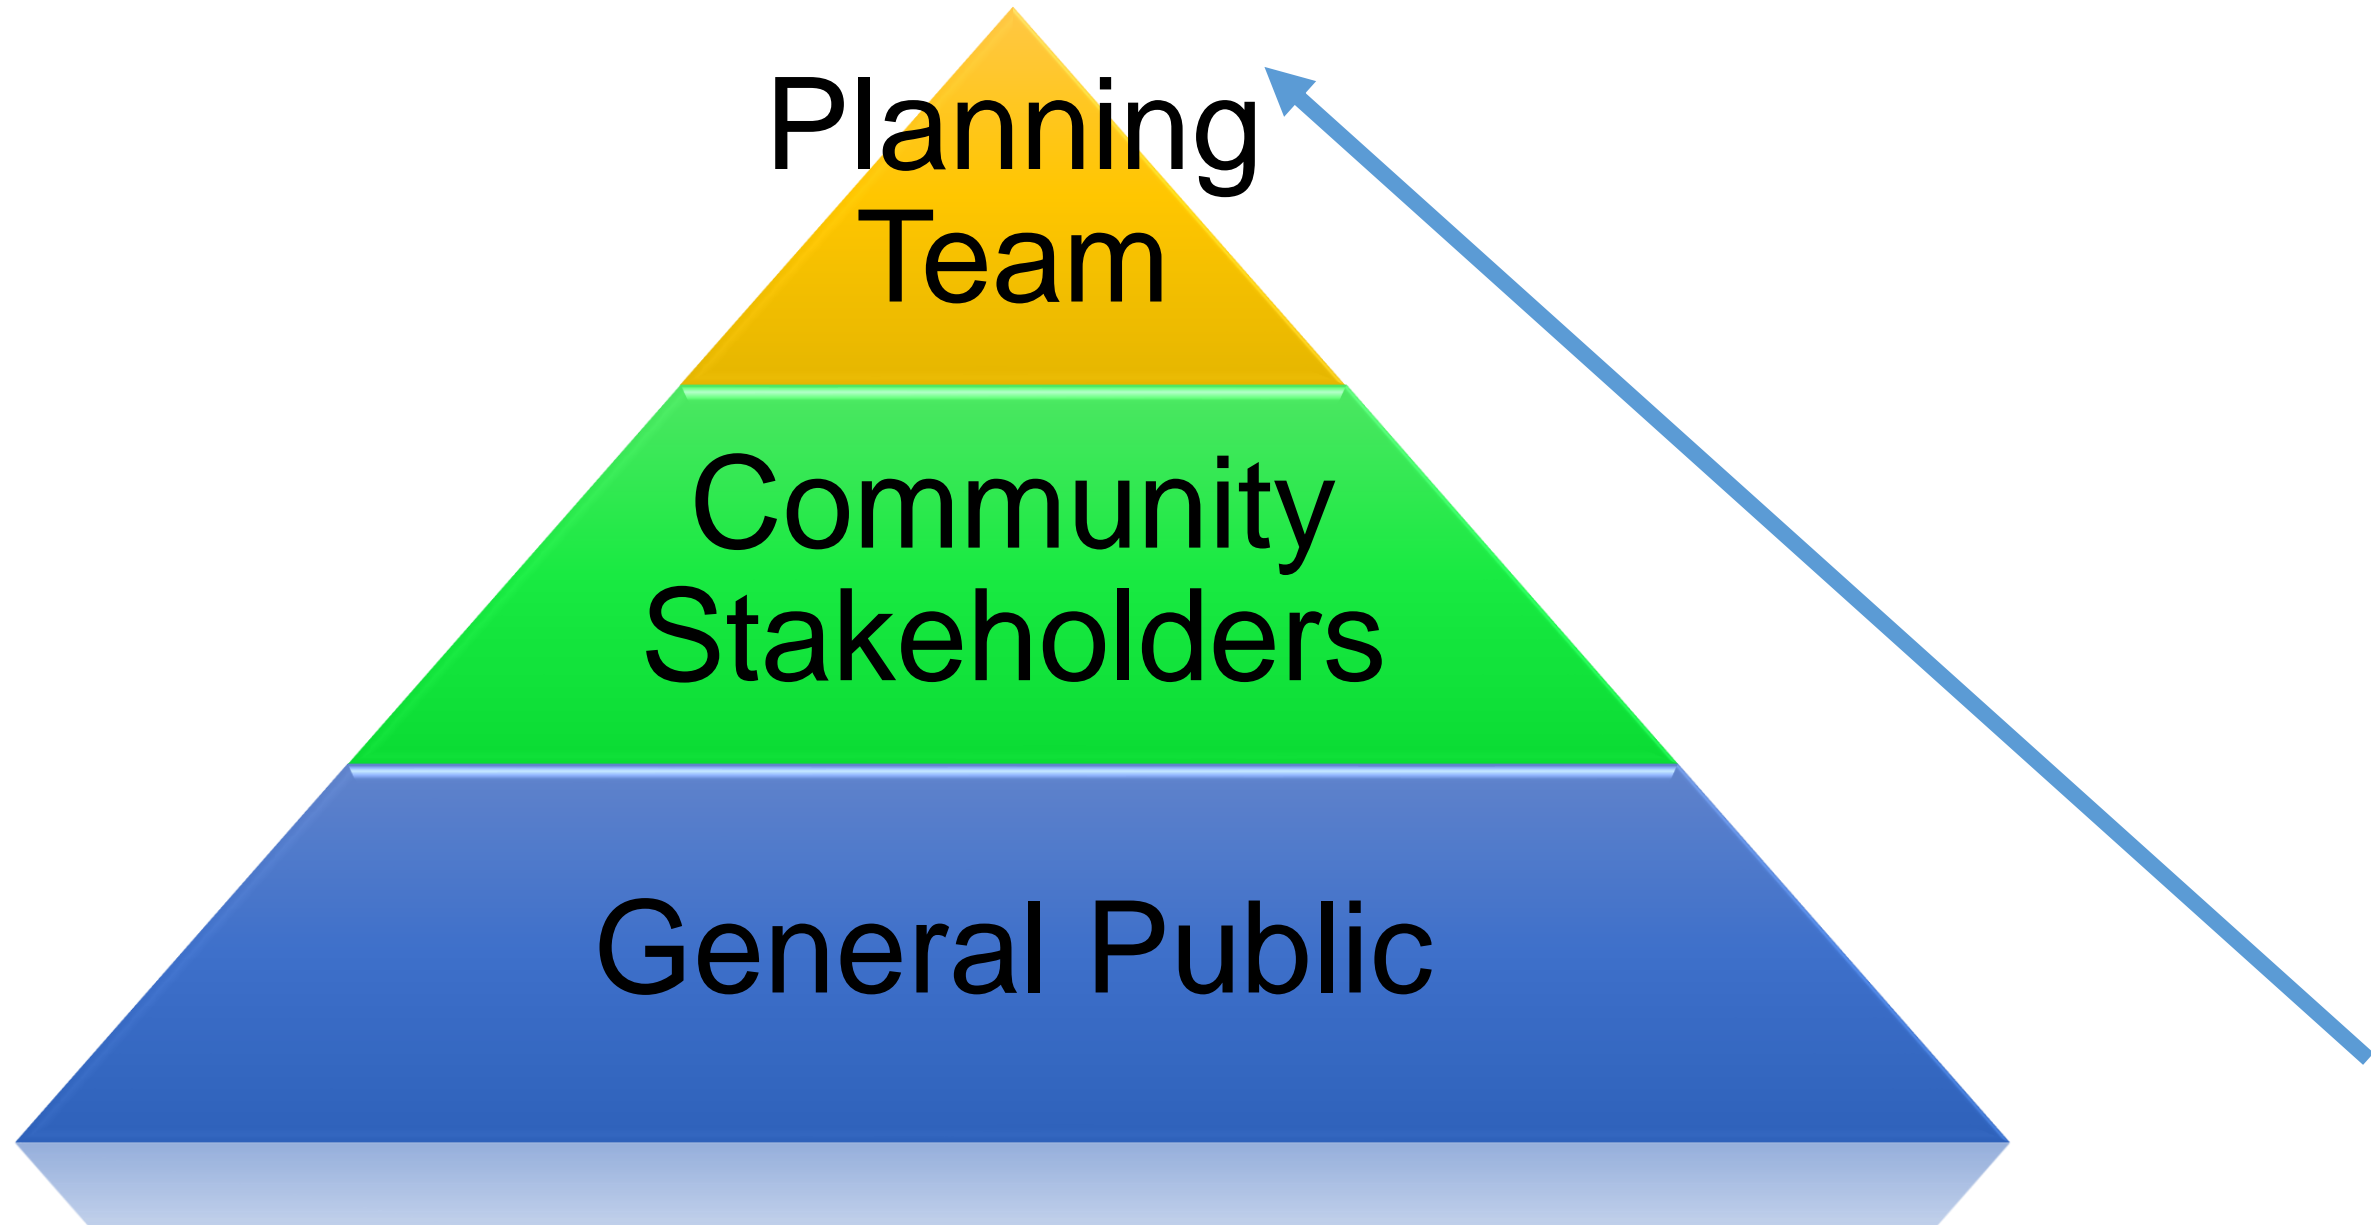 Planning
Team
Community
Stakeholders
General Public